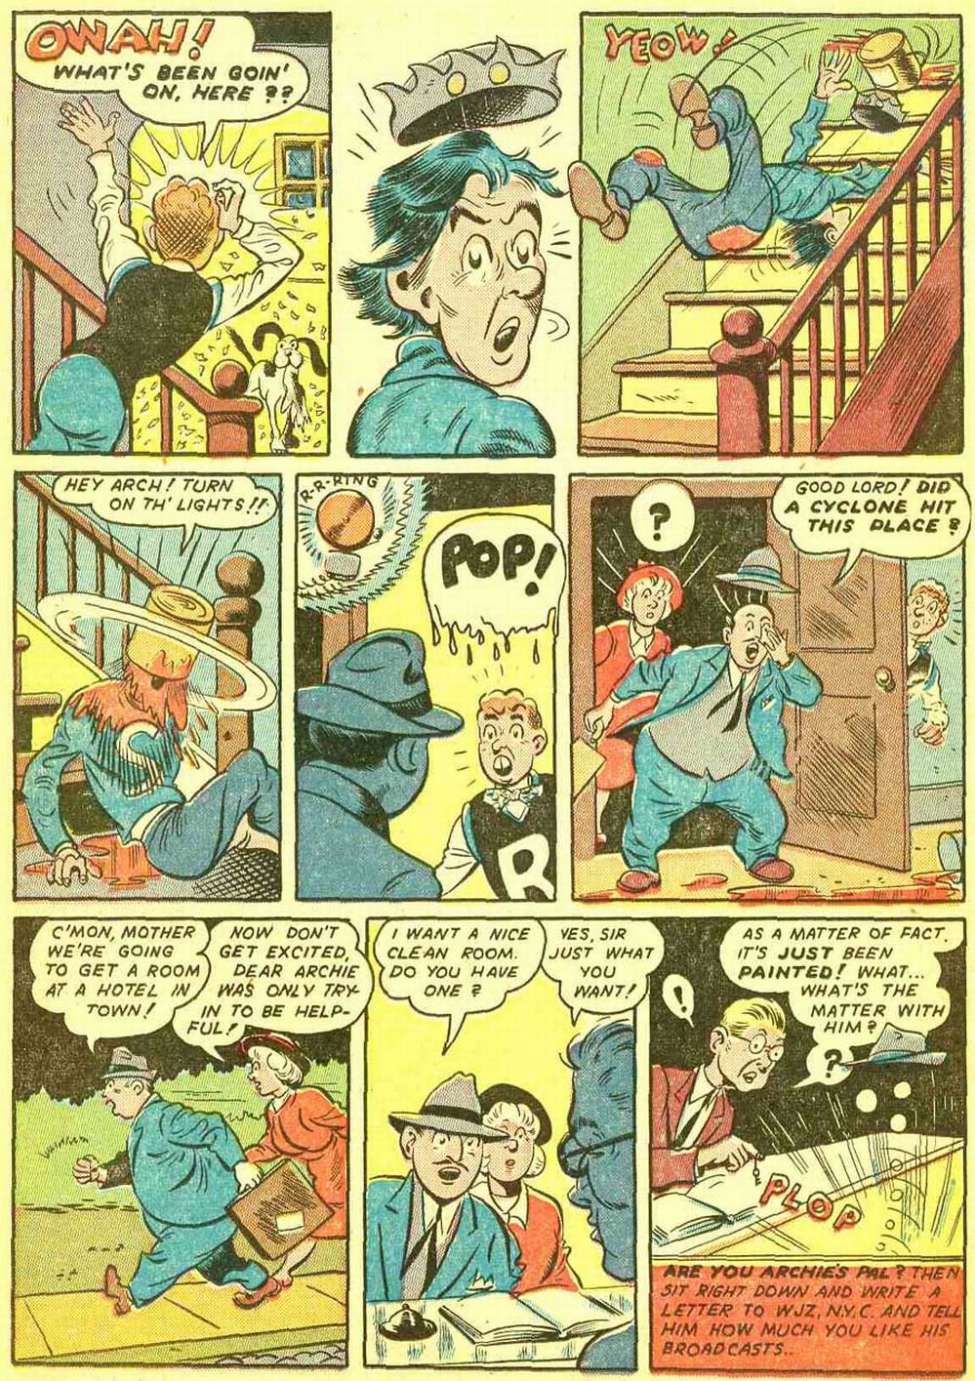 OWAH!
WHAT'S BEEN GOIN'
ON, HERE ??
YEOW!
HEY ARCH! TURN
ON TH' LIGHTS!!
S
R-R-RING
POP!
R
?
GOOD LORD! DID
A CYCLONE HIT
THIS PLACE?
C'MON, MOTHER
WE'RE GOING
TO GET A ROOM
AT A HOTEL IN
TOWN!
NOW DON'T
GET EXCITED,
DEAR ARCHIE
WAS ONLY TRY-
IN TO BE HELP-
FUL!
I WANT A NICE
CLEAN ROOM.
DO YOU HAVE
ONE?
YES, SIR
JUST WHAT
YOU
WANT!
!
AS A MATTER OF FACT.
IT'S JUST BEEN
PAINTED! WHAT...
WHAT'S THE
MATTER WITH
HIM?
?
PLOP
ARE YOU ARCHIE'S PAL? THEN
SIT RIGHT DOWN AND WRITE A
LETTER TO WJZ, N.Y.C. AND TELL
HIM HOW MUCH YOU LIKE HIS
BROADCASTS..